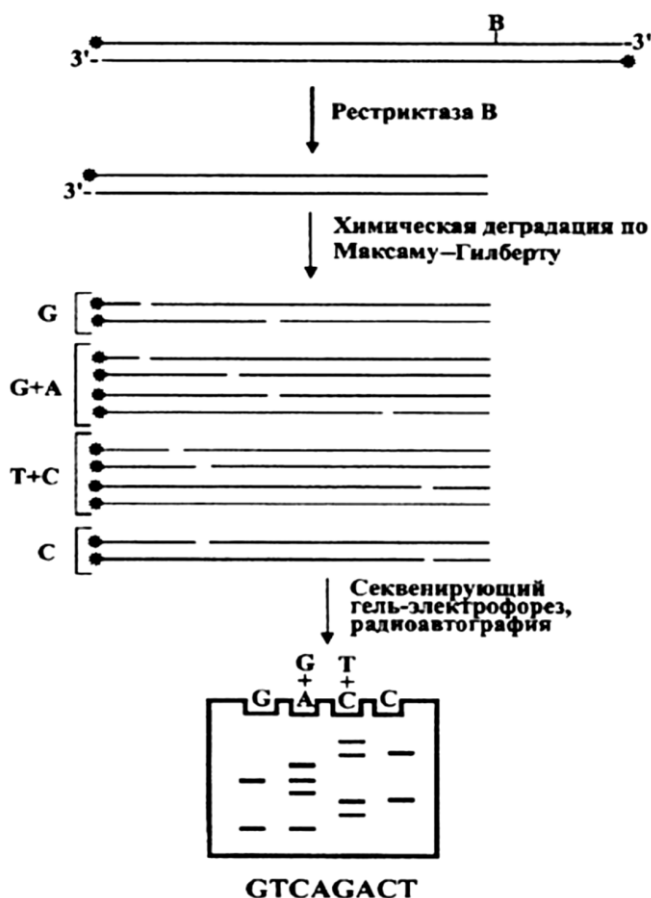 B
-3'
3'-
Рестриктаза В
3'-
Химическая деградация по
Максаму–Гилберту
G
G+A
T+C
C
Секвенирующий
гель-электрофорез,
радиоавтография
G T
+ +
G A C C
GTCAGACT